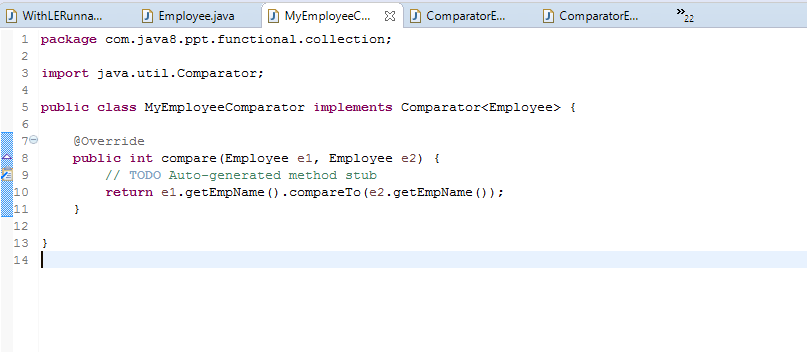 WithLERunna... Employee.java MyEmployeeC... ComparatorE... ComparatorE... »22
1 package com.java8.ppt.functional.collection;
2
3 import java.util.Comparator;
4
5 public class MyEmployeeComparator implements Comparator<Employee> {
6
7 @Override
8 public int compare(Employee e1, Employee e2) {
9 // TODO Auto-generated method stub
10 return e1.getEmpName().compareTo(e2.getEmpName());
11 }
12
13 }
14